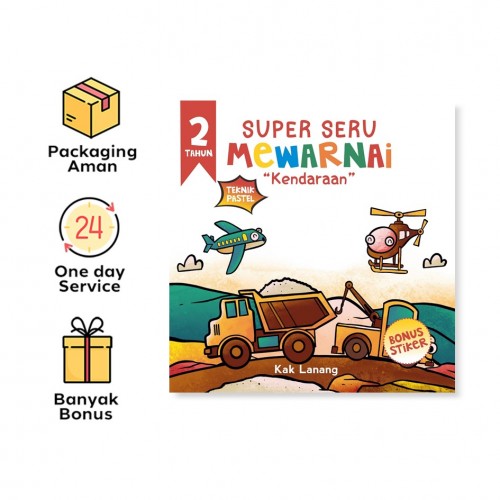 Packaging
Aman
24
One day
Service
Banyak
Bonus
2
TAHUN
SUPER SERU
MEWARNAi
"Kendaraan"
TEKNIK
PASTEL
BONUS
STIKER
Kak Lanang